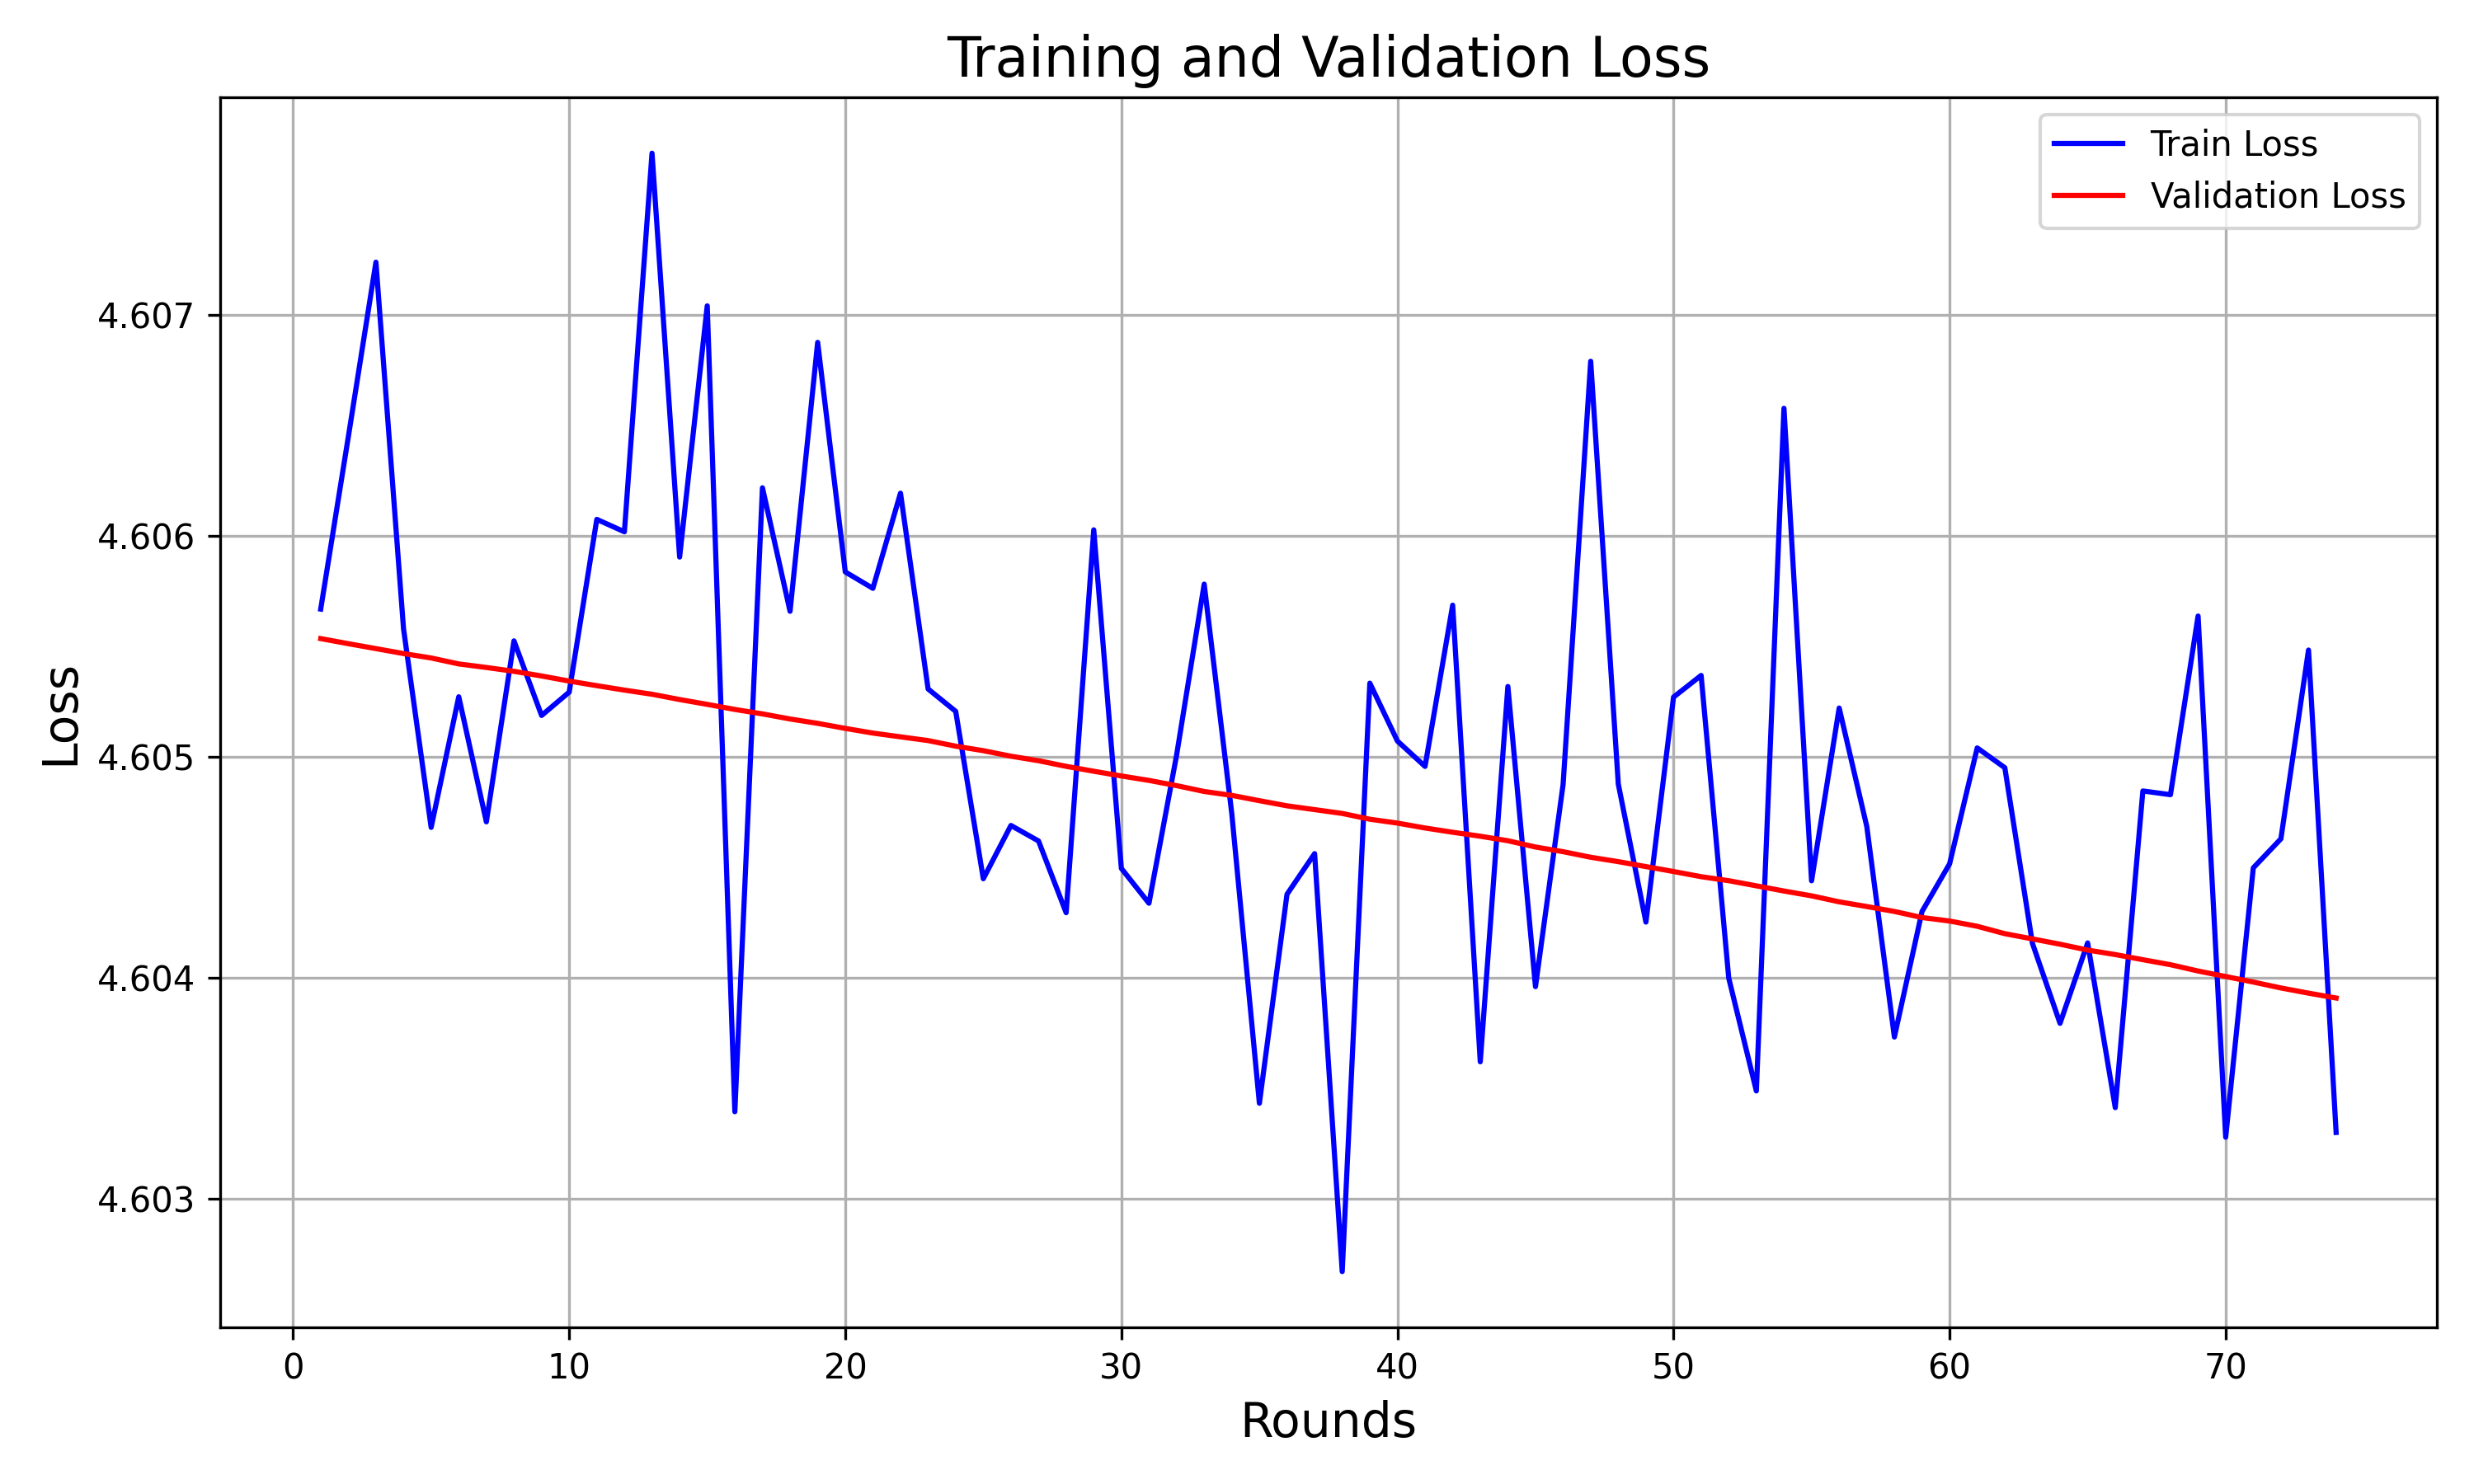 Training and Validation Loss
Train Loss
Validation Loss
4.607
4.606
4.605
4.604
4.603
Loss
0 10 20 30 40 50 60 70
Rounds